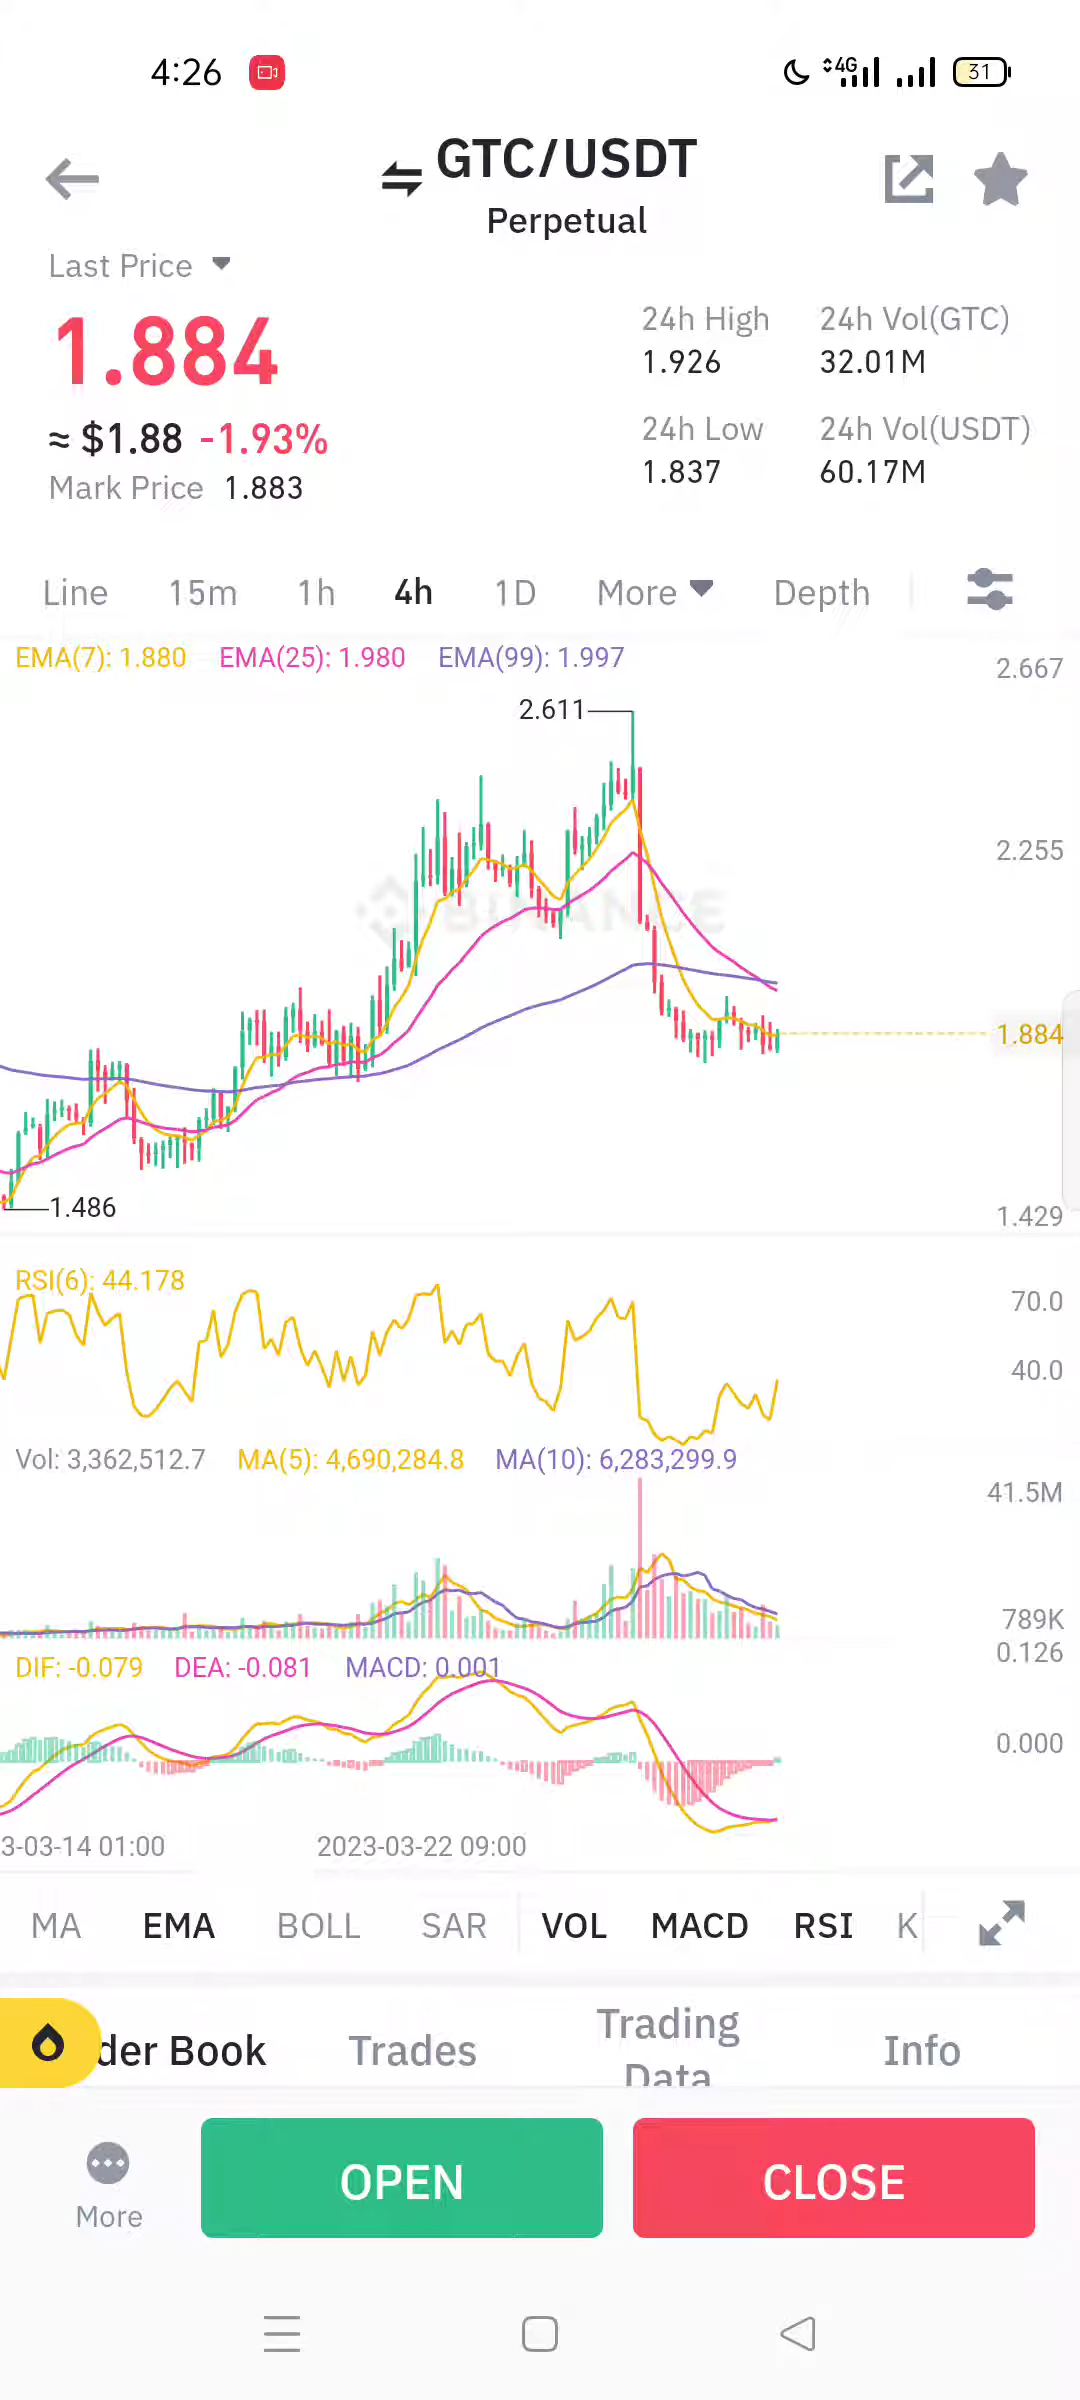 4:26
4G
31
GTC/USDT
Perpetual
Last Price
1.884
≈ $1.88 -1.93%
Mark Price 1.883
24h High
1.926
24h Vol(GTC)
32.01M
24h Low
1.837
24h Vol(USDT)
60.17M
Line 15m 1h 4h 1D More Depth
EMA(7): 1.880 EMA(25): 1.980 EMA(99): 1.997
2.667
2.611
2.255
BINANCE
1.884
1.486
1.429
RSI(6): 44.178
70.0
40.0
Vol: 3,362,512.7 MA(5): 4,690,284.8 MA(10): 6,283,299.9
41.5M
789K
0.126
DIF: -0.079 DEA: -0.081 MACD: 0.001
0.000
3-03-14 01:00 2023-03-22 09:00
MA EMA BOLL SAR VOL MACD RSI K
der Book Trades Trading Data Info
More
OPEN
CLOSE